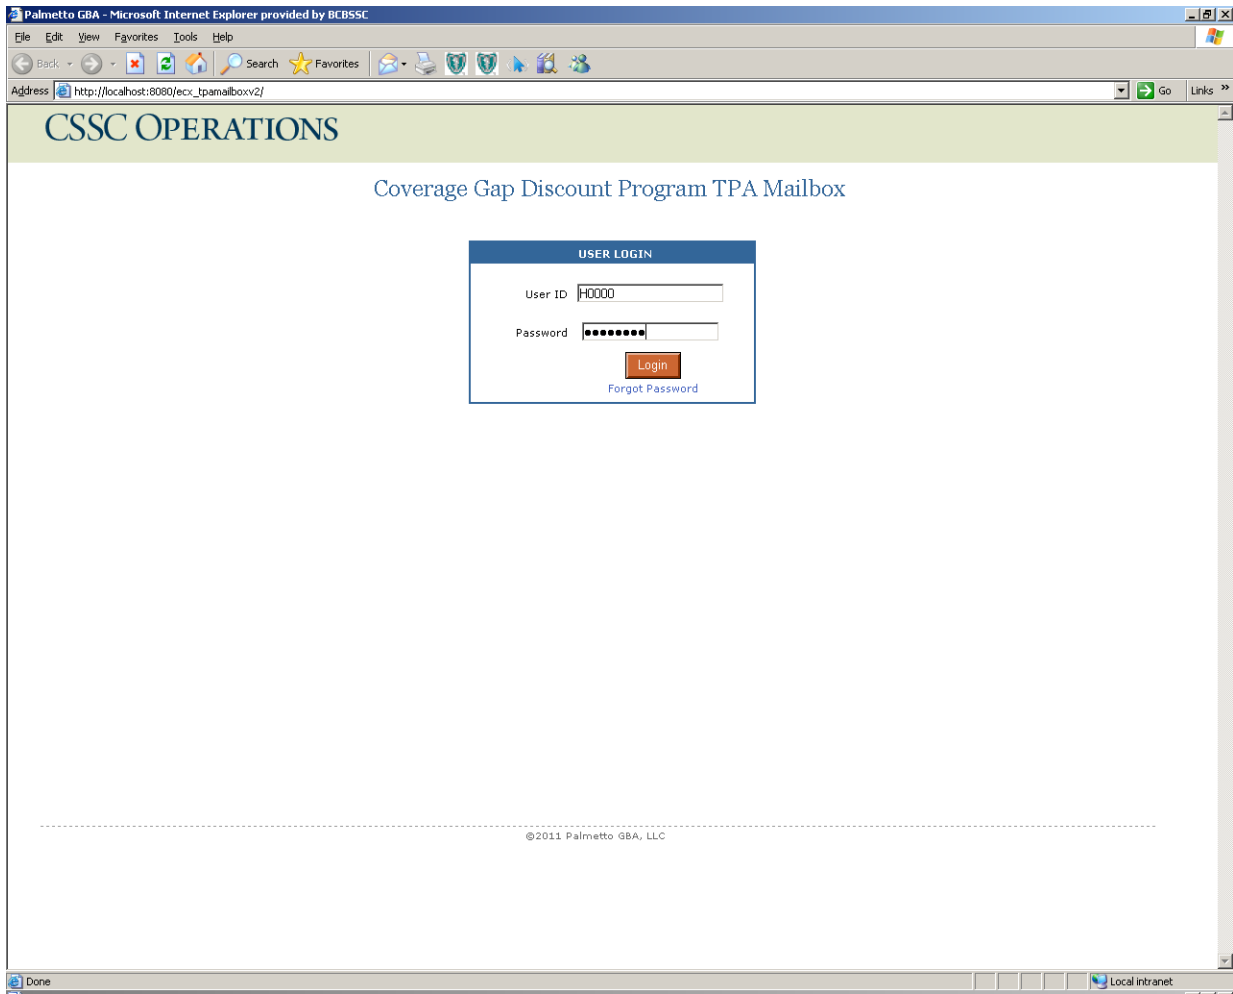 Palmetto GBA - Microsoft Internet Explorer provided by BCBSSC
File Edit View Favorites Tools Help
Back Search Favorites
Address http://localhost:8080/ecx_tpamailboxv2/ Go Links »
CSSC OPERATIONS
Coverage Gap Discount Program TPA Mailbox
USER LOGIN
User ID H0000
Password ●●●●●●●●
Login
Forgot Password
©2011 Palmetto GBA, LLC
Done Local intranet